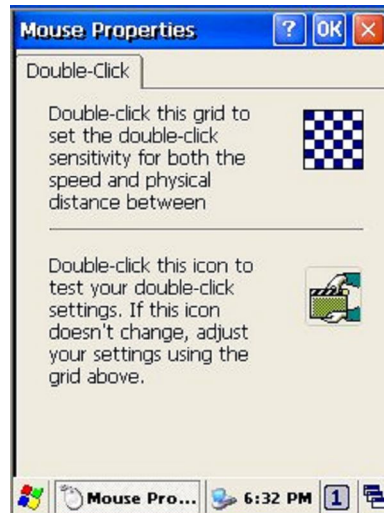 Mouse Properties ? OK ×
Double-Click
Double-click this grid to
set the double-click
sensitivity for both the
speed and physical
distance between
Double-click this icon to
test your double-click
settings. If this icon
doesn't change, adjust
your settings using the
grid above.
Mouse Pro... 6:32 PM 1